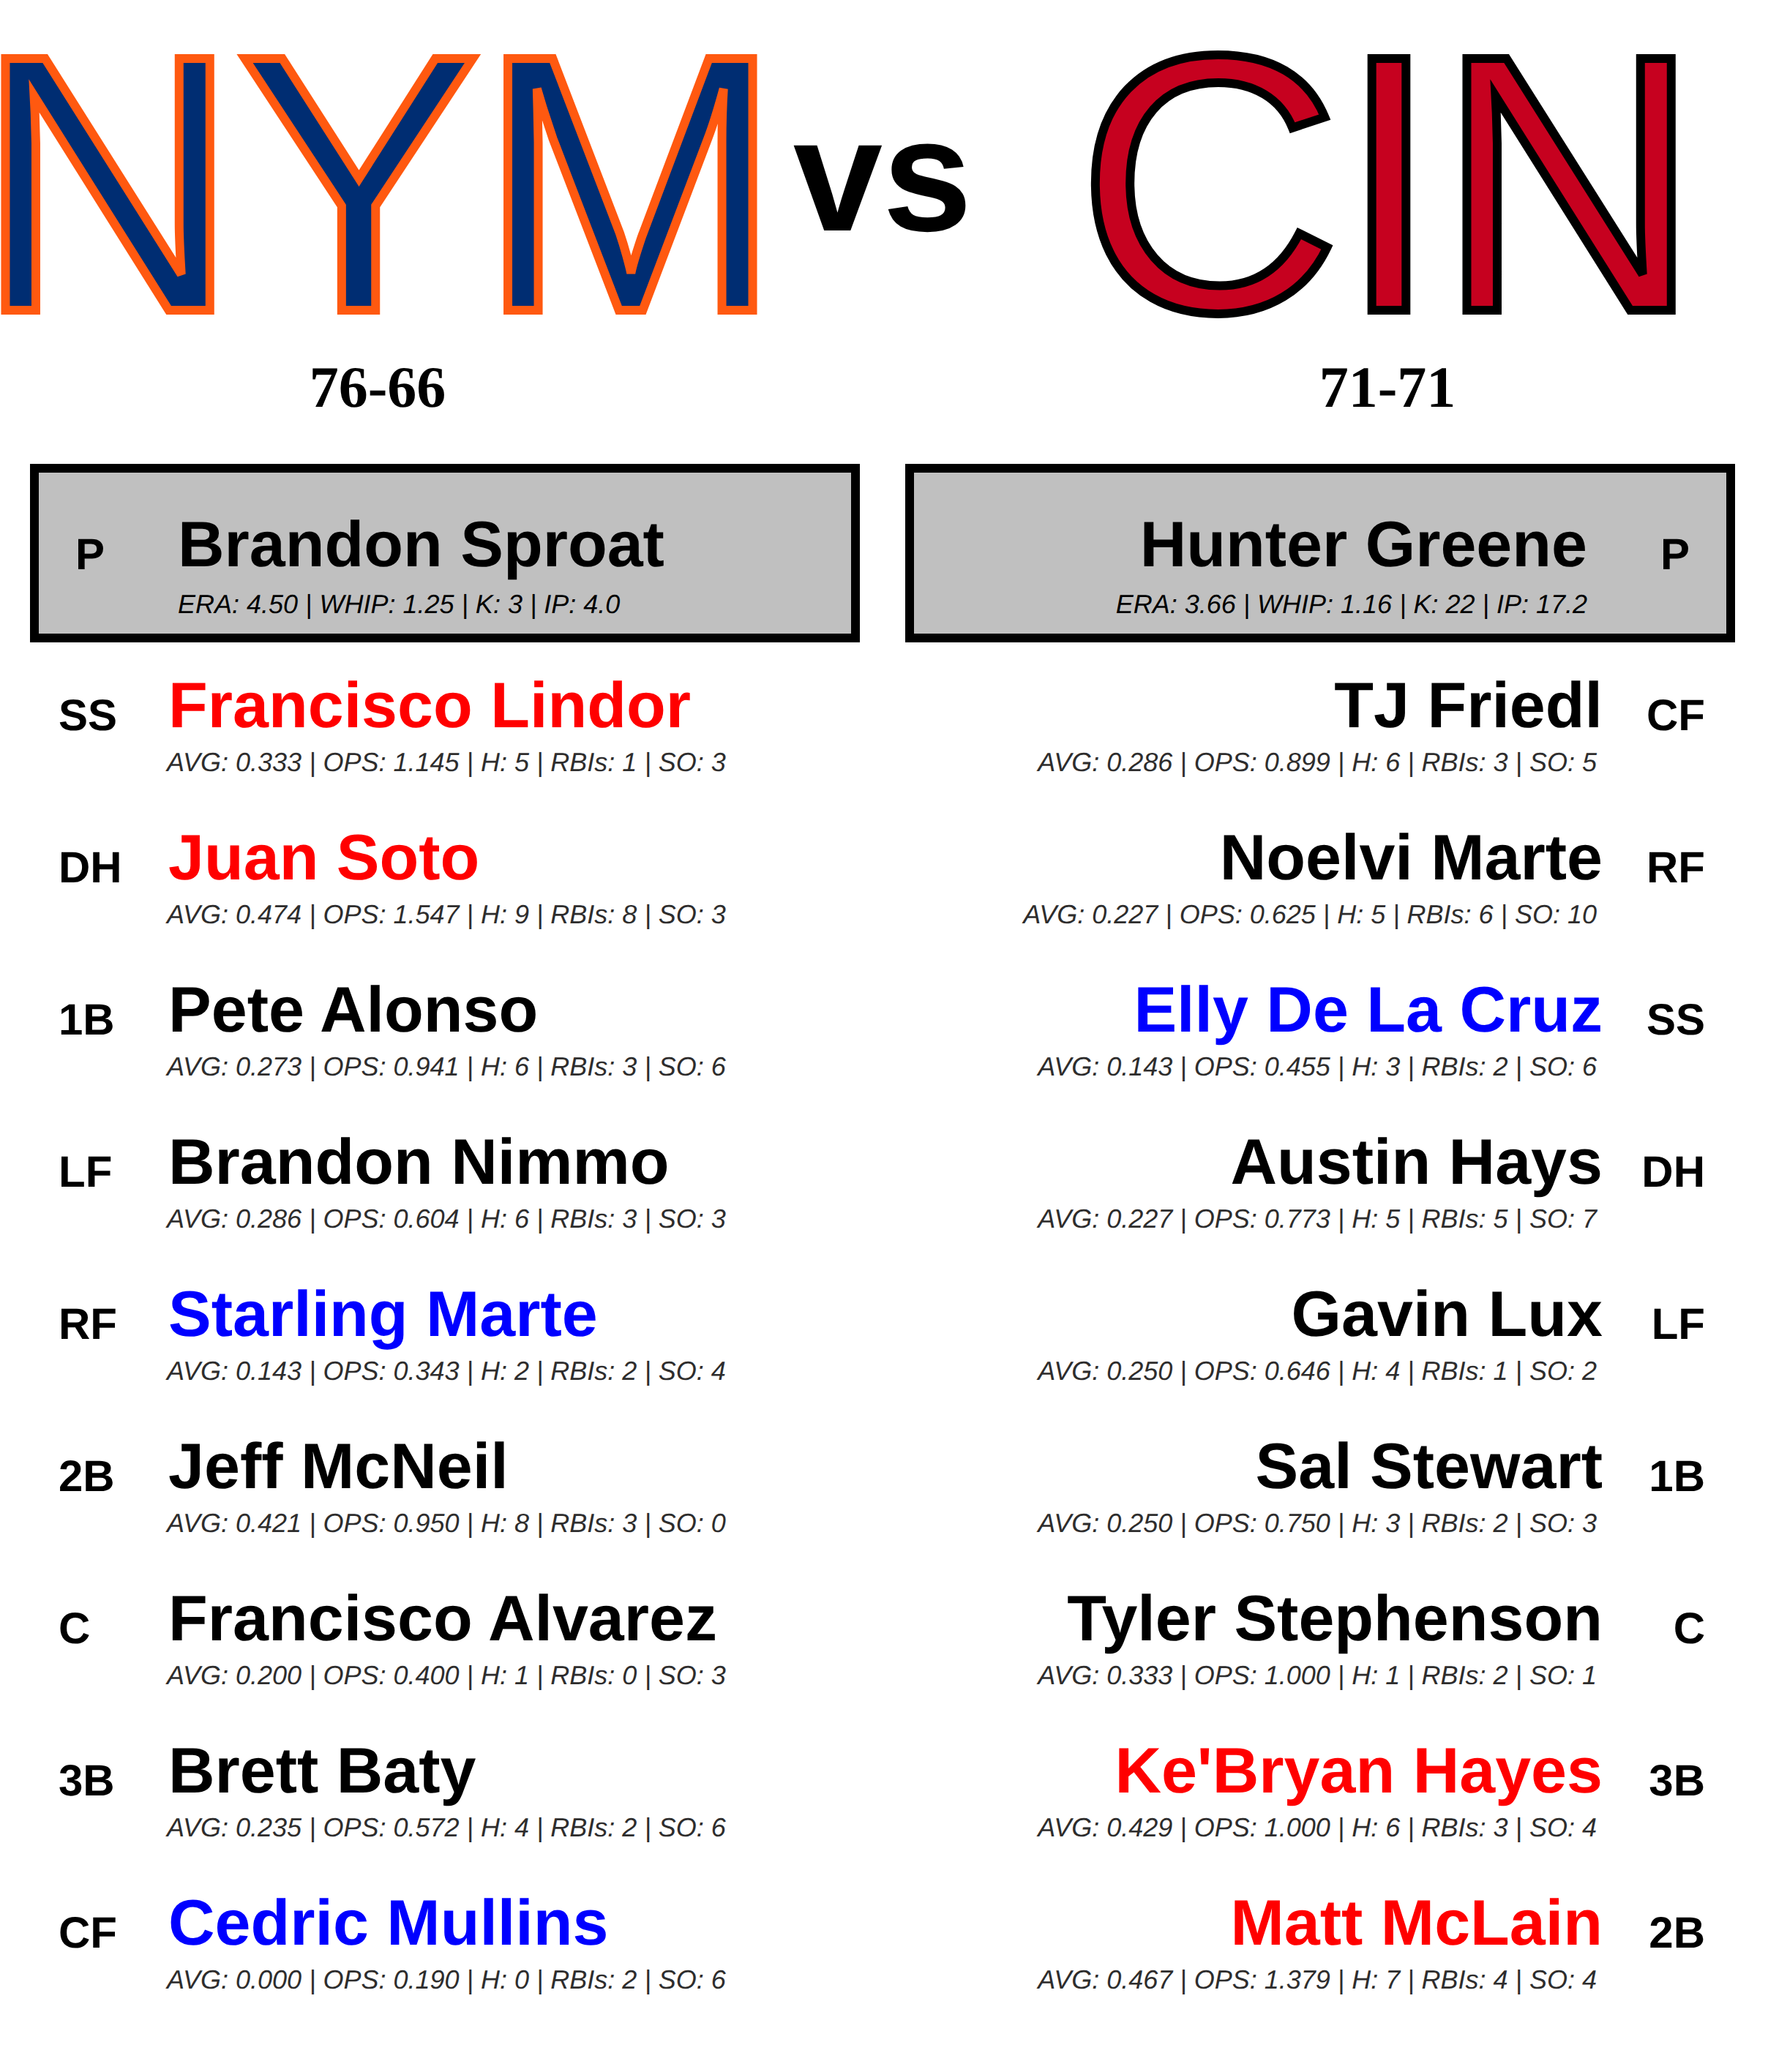 NYM vs CIN
76-66 71-71
P Brandon Sproat
ERA: 4.50 | WHIP: 1.25 | K: 3 | IP: 4.0
Hunter Greene P
ERA: 3.66 | WHIP: 1.16 | K: 22 | IP: 17.2
SS Francisco Lindor
AVG: 0.333 | OPS: 1.145 | H: 5 | RBIs: 1 | SO: 3
DH Juan Soto
AVG: 0.474 | OPS: 1.547 | H: 9 | RBIs: 8 | SO: 3
1B Pete Alonso
AVG: 0.273 | OPS: 0.941 | H: 6 | RBIs: 3 | SO: 6
LF Brandon Nimmo
AVG: 0.286 | OPS: 0.604 | H: 6 | RBIs: 3 | SO: 3
RF Starling Marte
AVG: 0.143 | OPS: 0.343 | H: 2 | RBIs: 2 | SO: 4
2B Jeff McNeil
AVG: 0.421 | OPS: 0.950 | H: 8 | RBIs: 3 | SO: 0
C Francisco Alvarez
AVG: 0.200 | OPS: 0.400 | H: 1 | RBIs: 0 | SO: 3
3B Brett Baty
AVG: 0.235 | OPS: 0.572 | H: 4 | RBIs: 2 | SO: 6
CF Cedric Mullins
AVG: 0.000 | OPS: 0.190 | H: 0 | RBIs: 2 | SO: 6
TJ Friedl CF
AVG: 0.286 | OPS: 0.899 | H: 6 | RBIs: 3 | SO: 5
Noelvi Marte RF
AVG: 0.227 | OPS: 0.625 | H: 5 | RBIs: 6 | SO: 10
Elly De La Cruz SS
AVG: 0.143 | OPS: 0.455 | H: 3 | RBIs: 2 | SO: 6
Austin Hays DH
AVG: 0.227 | OPS: 0.773 | H: 5 | RBIs: 5 | SO: 7
Gavin Lux LF
AVG: 0.250 | OPS: 0.646 | H: 4 | RBIs: 1 | SO: 2
Sal Stewart 1B
AVG: 0.250 | OPS: 0.750 | H: 3 | RBIs: 2 | SO: 3
Tyler Stephenson C
AVG: 0.333 | OPS: 1.000 | H: 1 | RBIs: 2 | SO: 1
Ke'Bryan Hayes 3B
AVG: 0.429 | OPS: 1.000 | H: 6 | RBIs: 3 | SO: 4
Matt McLain 2B
AVG: 0.467 | OPS: 1.379 | H: 7 | RBIs: 4 | SO: 4